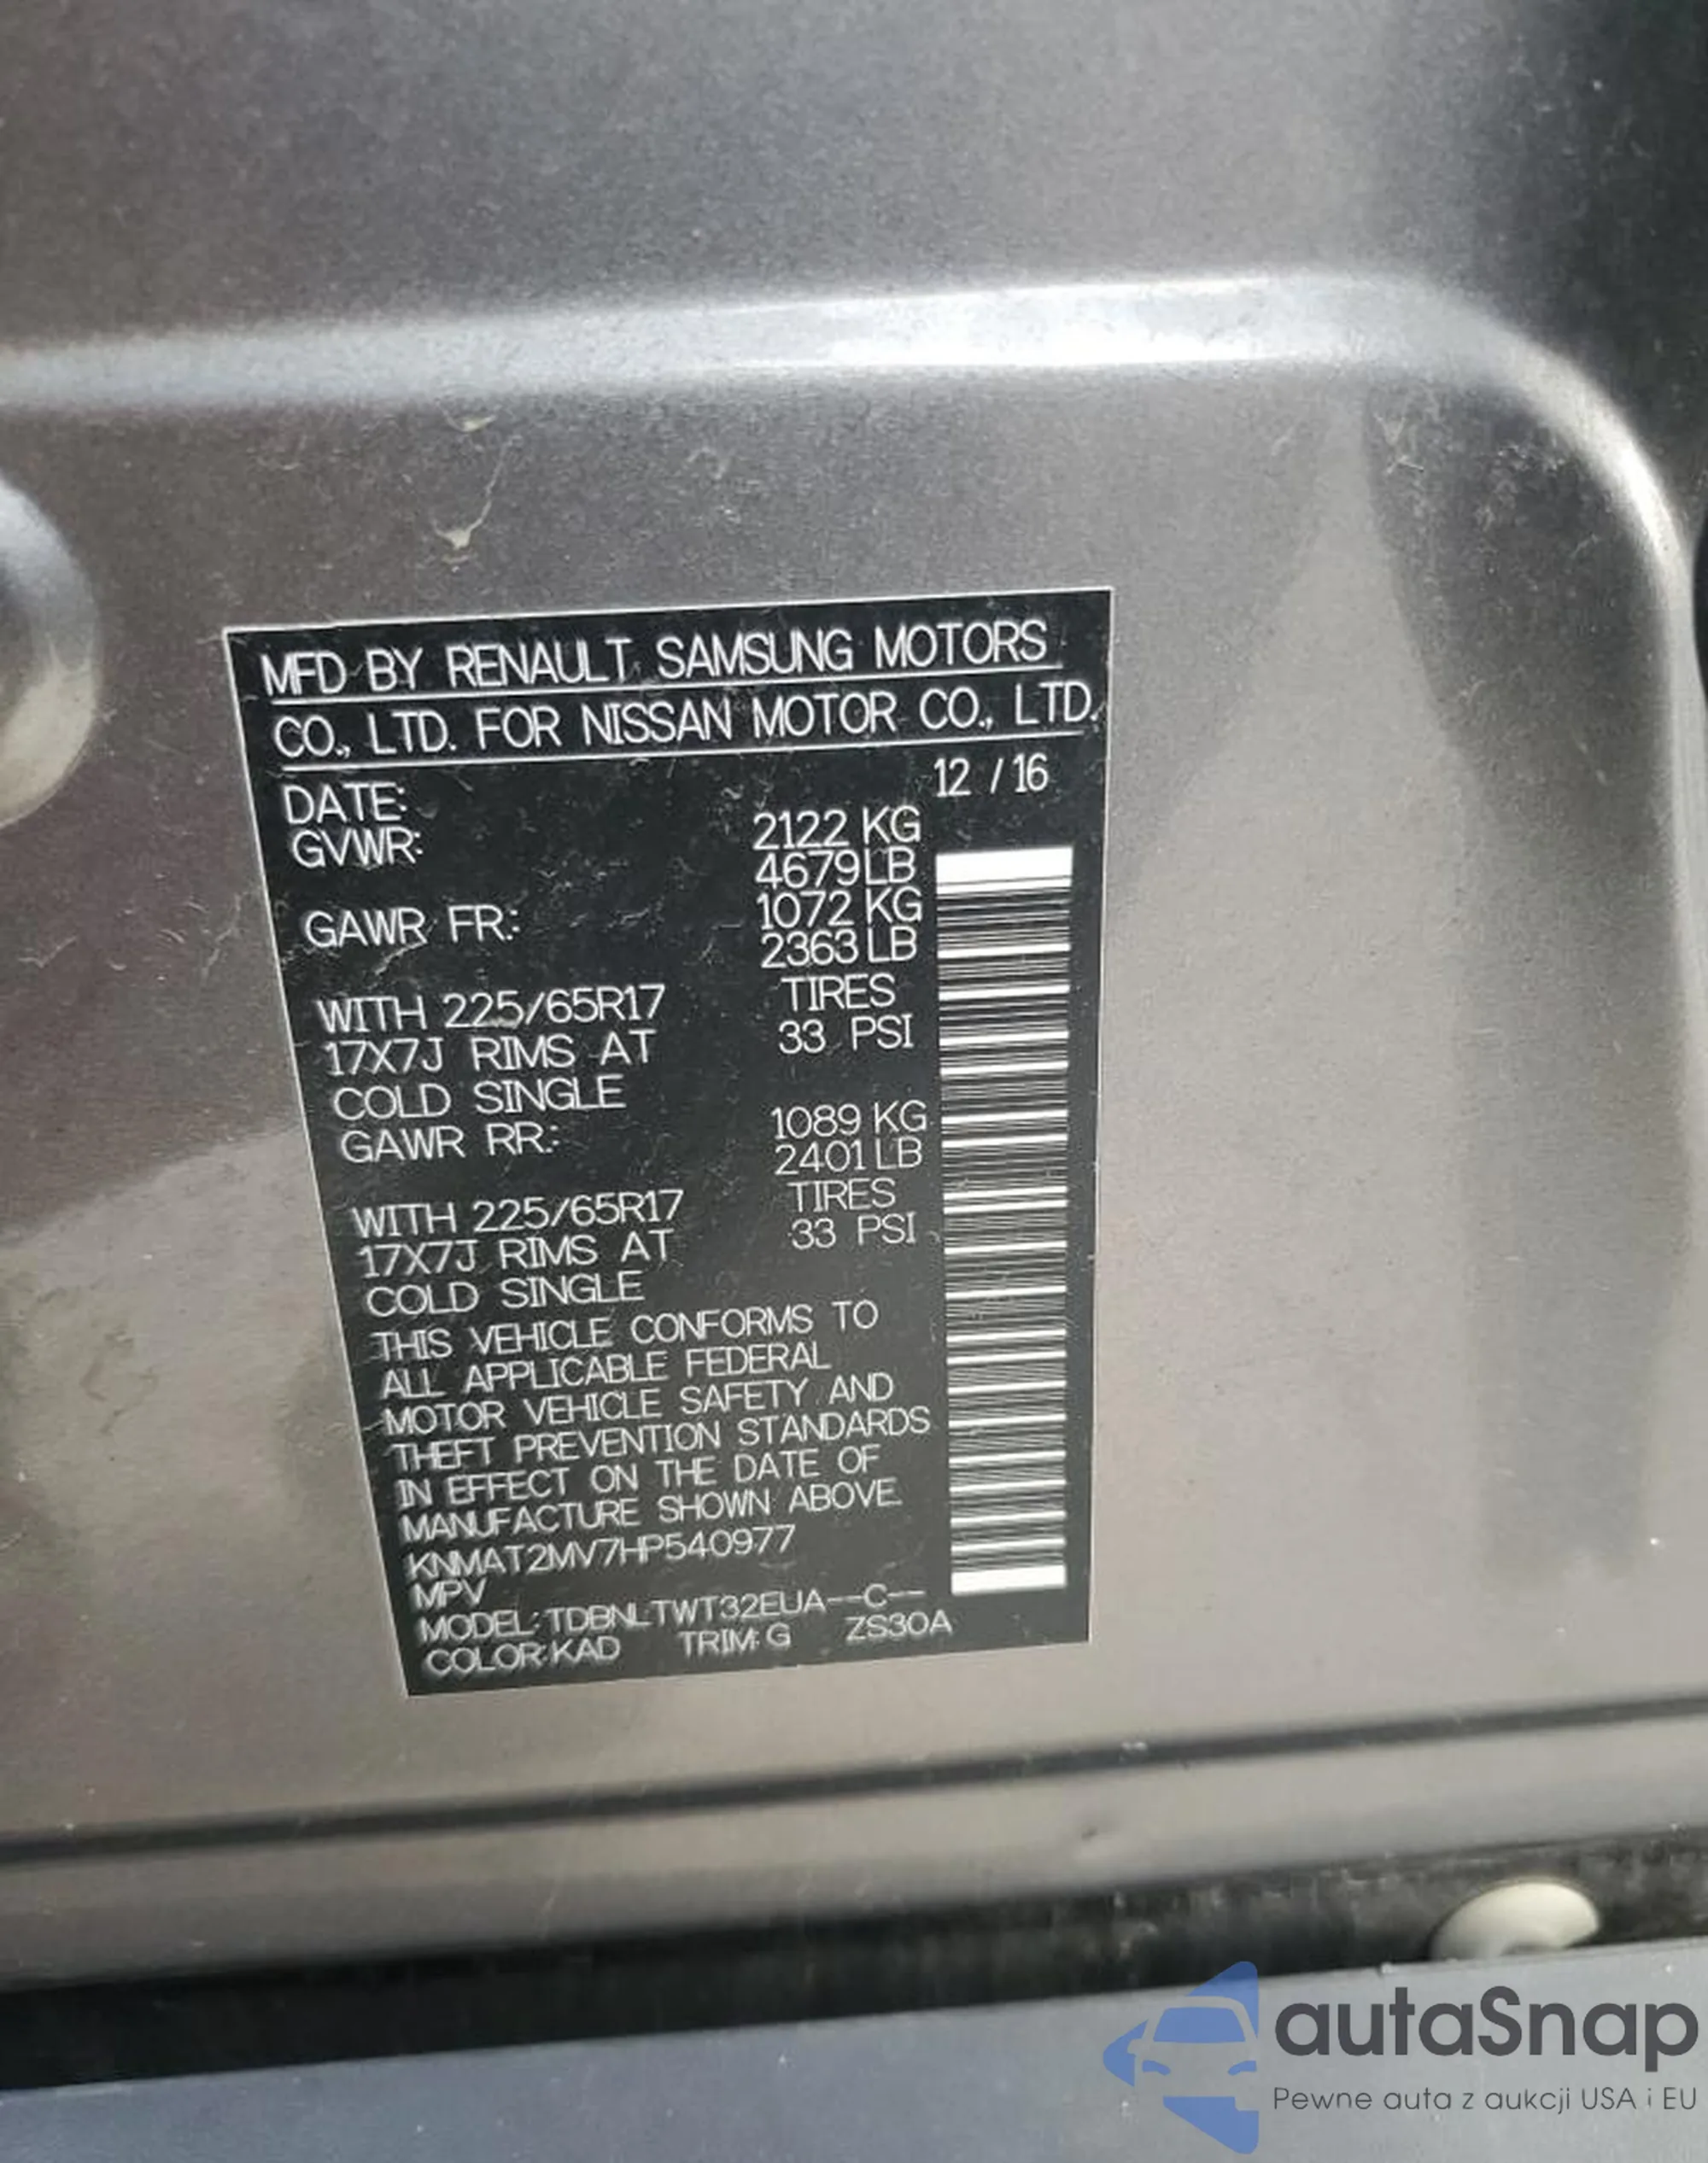 MFD BY RENAULT SAMSUNG MOTORS
CO., LTD. FOR NISSAN MOTOR CO., LTD.
DATE: 12 / 16
GVWR: 2122 KG
4679 LB
GAWR FR.: 1072 KG
2363 LB
WITH 225/65R17 TIRES
17X7J RIMS AT 33 PSI
COLD SINGLE
GAWR RR.: 1089 KG
2401 LB
WITH 225/65R17 TIRES
17X7J RIMS AT 33 PSI
COLD SINGLE
THIS VEHICLE CONFORMS TO
ALL APPLICABLE FEDERAL
MOTOR VEHICLE SAFETY AND
THEFT PREVENTION STANDARDS
IN EFFECT ON THE DATE OF
MANUFACTURE SHOWN ABOVE.
KNMAT2MV7HP540977
MPV
MODEL: TDBNLTWT32EUA--C--
COLOR:KAD TRIM:G ZS30A
autaSnap
Pewne auta z aukcji USA i EU